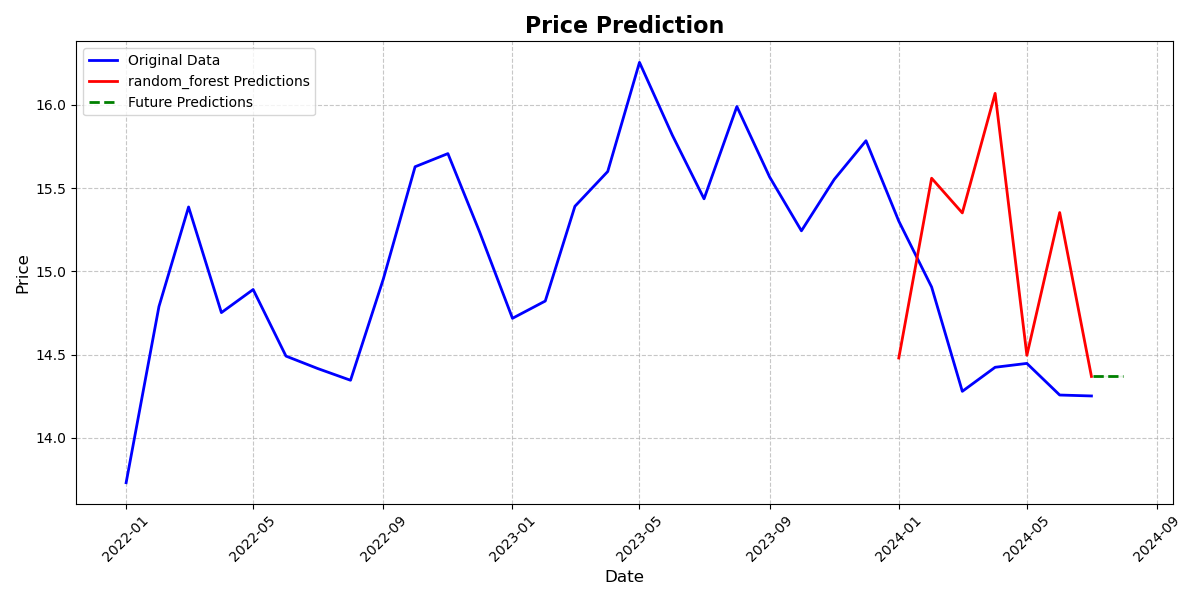 Price Prediction
Original Data
random_forest Predictions
Future Predictions
Price
16.0
15.5
15.0
14.5
14.0
2022-01
2022-05
2022-09
2023-01
2023-05
2023-09
2024-01
2024-05
2024-09
Date